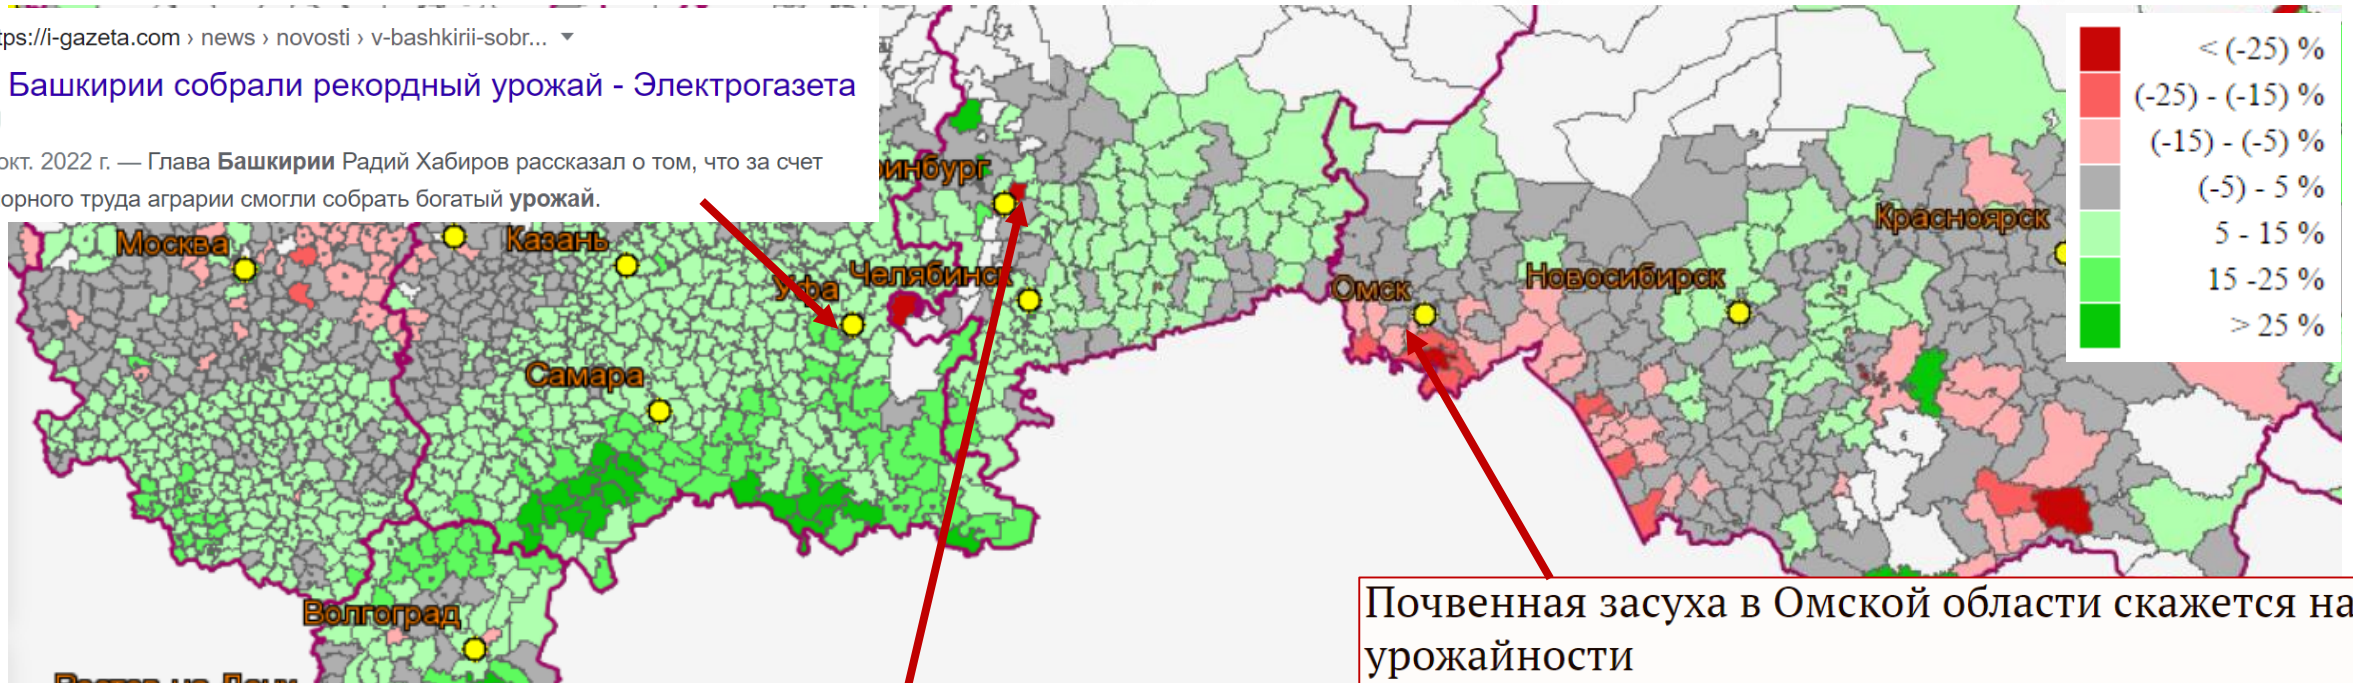 tps://i-gazeta.com › news › novosti › v-bashkirii-sobr...
Башкирии собрали рекордный урожай - Электрогазета
окт. 2022 г. — Глава Башкирии Радий Хабиров рассказал о том, что за счет
орного труда аграрии смогли собрать богатый урожай.
< (-25) %
(-25) - (-15) %
(-15) - (-5) %
(-5) - 5 %
5 - 15 %
15 -25 %
> 25 %
инбург
Москва
Казань
Уфа
Челябинск
Самара
Омск
Новосибирск
Красноярск
Волгоград
Почвенная засуха в Омской области скажется на
урожайности